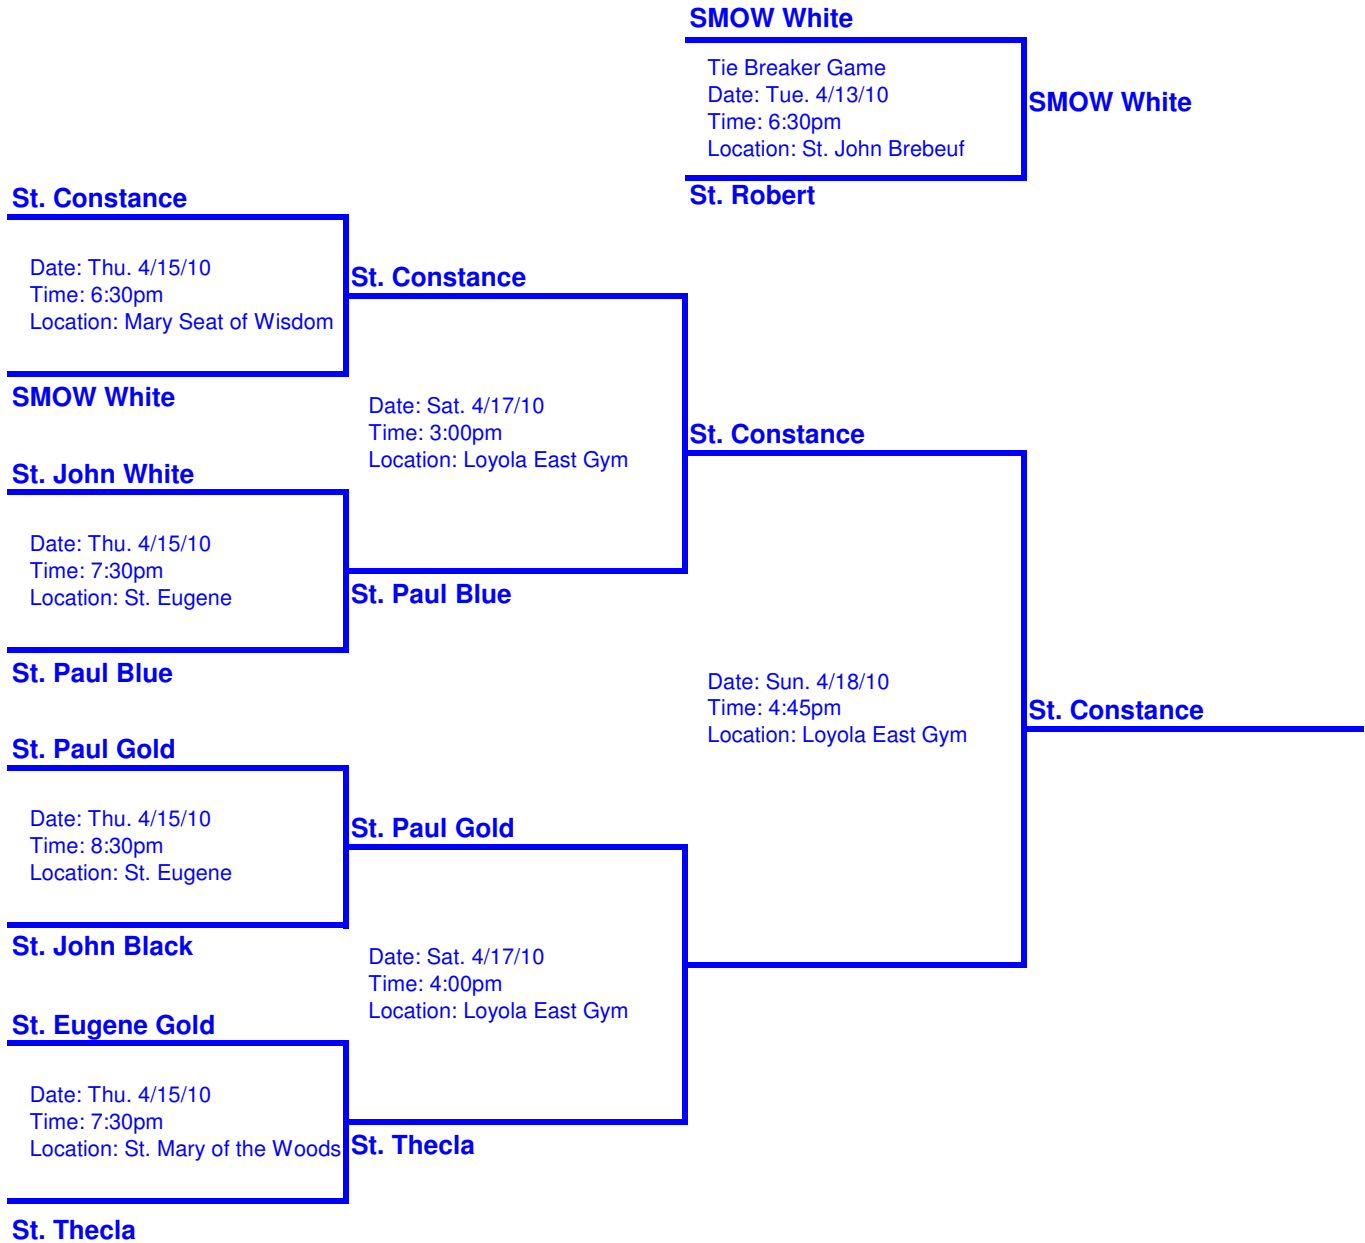 SMOW White
Tie Breaker Game
Date: Tue. 4/13/10
Time: 6:30pm
Location: St. John Brebeuf
SMOW White
St. Robert
St. Constance
Date: Thu. 4/15/10
Time: 6:30pm
Location: Mary Seat of Wisdom
SMOW White
St. Constance
St. John White
Date: Thu. 4/15/10
Time: 7:30pm
Location: St. Eugene
St. Paul Blue
Date: Sat. 4/17/10
Time: 3:00pm
Location: Loyola East Gym
St. Paul Blue
St. Constance
St. Paul Gold
Date: Thu. 4/15/10
Time: 8:30pm
Location: St. Eugene
St. John Black
St. Paul Gold
St. Eugene Gold
Date: Thu. 4/15/10
Time: 7:30pm
Location: St. Mary of the Woods
St. Thecla
Date: Sat. 4/17/10
Time: 4:00pm
Location: Loyola East Gym
St. Thecla
Date: Sun. 4/18/10
Time: 4:45pm
Location: Loyola East Gym
St. Constance